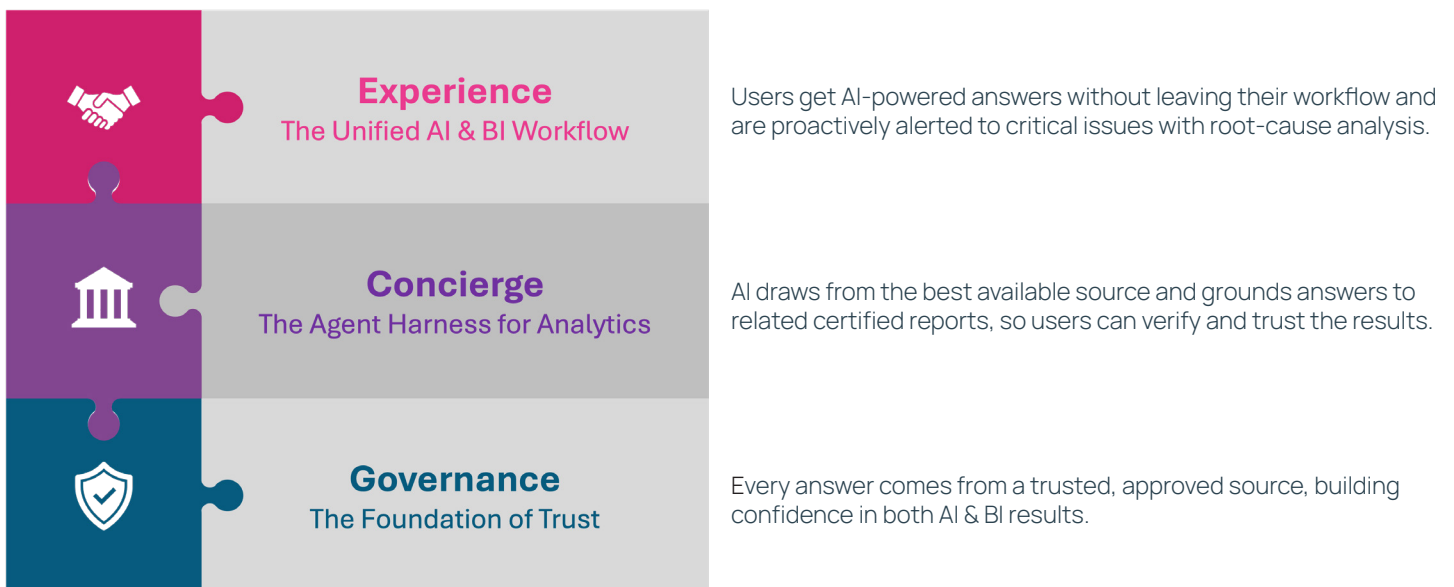 Experience
The Unified AI & BI Workflow
Users get AI-powered answers without leaving their workflow and
are proactively alerted to critical issues with root-cause analysis.
Concierge
The Agent Harness for Analytics
AI draws from the best available source and grounds answers to
related certified reports, so users can verify and trust the results.
Governance
The Foundation of Trust
Every answer comes from a trusted, approved source, building
confidence in both AI & BI results.